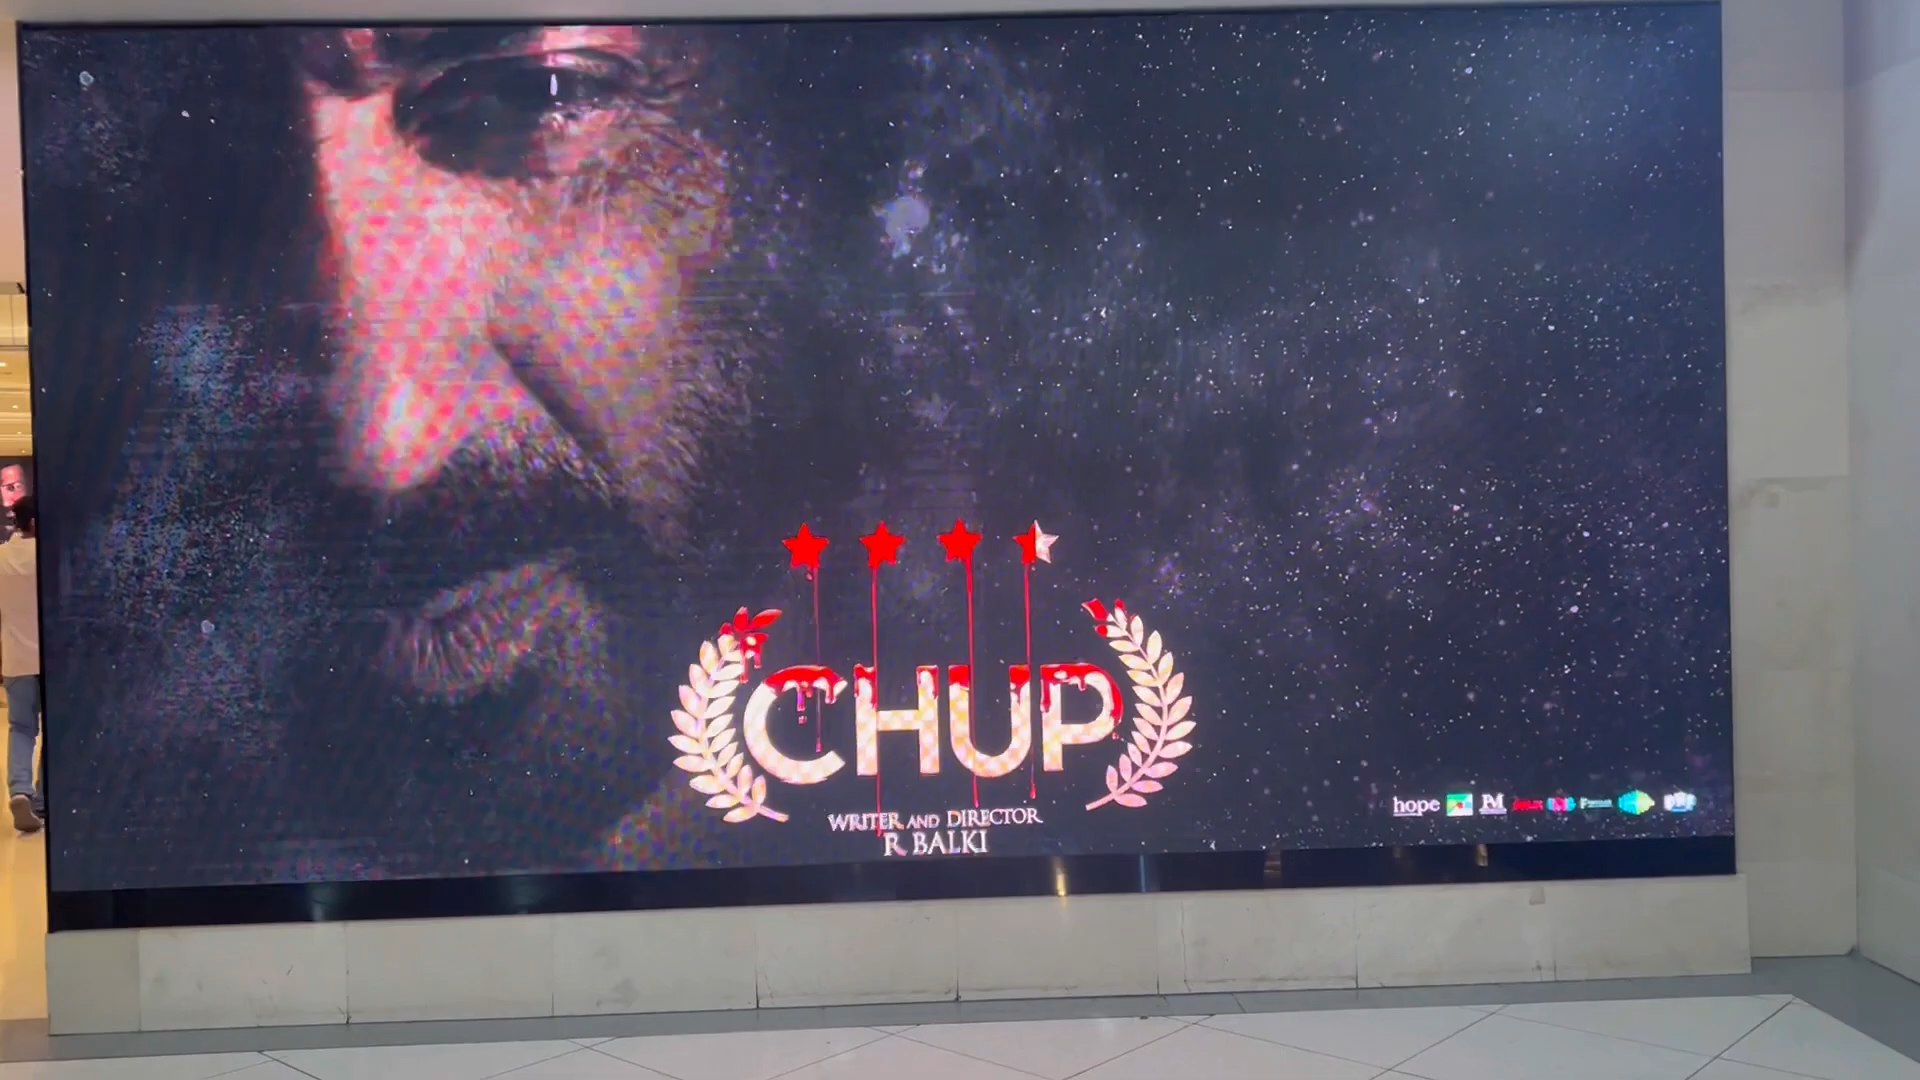 CHUP
WRITER AND DIRECTOR
R BALKI
hope